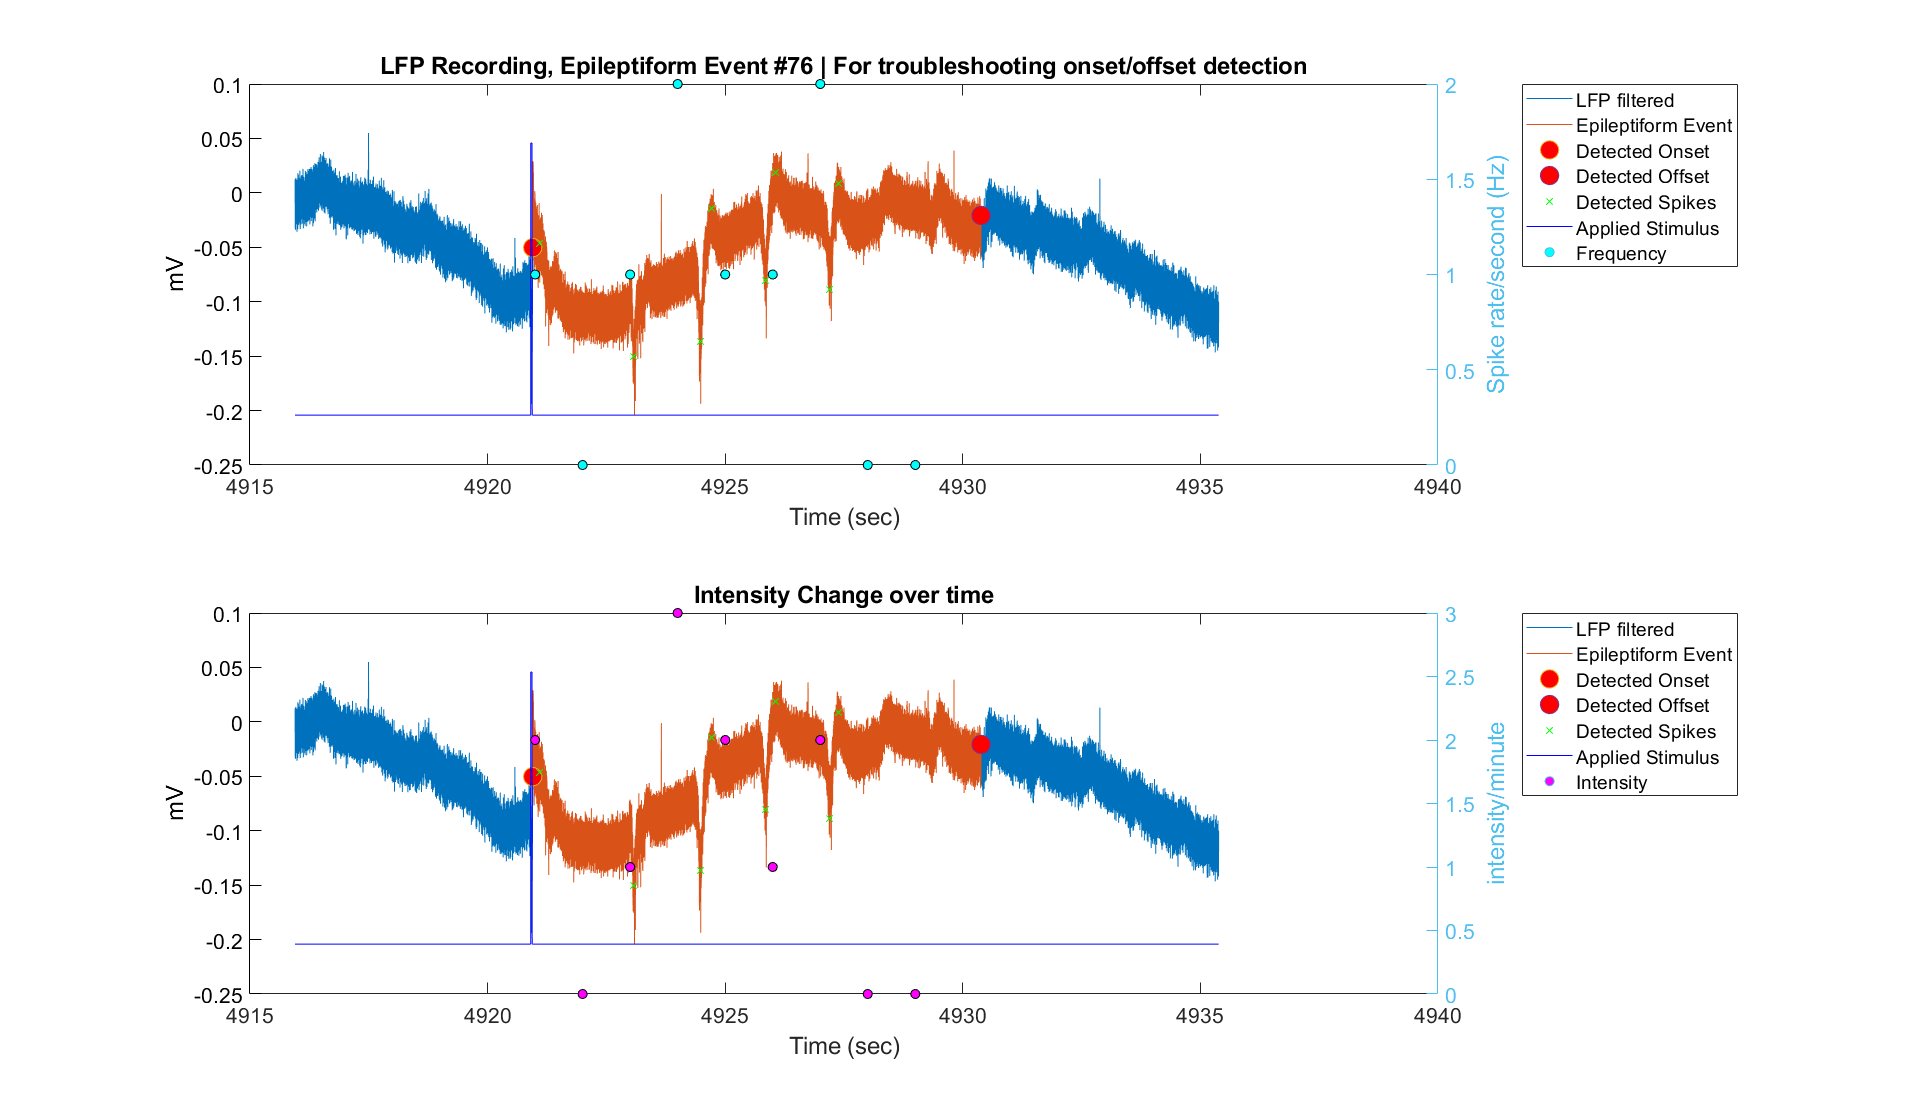 LFP Recording, Epileptiform Event #76 | For troubleshooting onset/offset detection
0.1
0.05
0
-0.05
-0.1
-0.15
-0.2
-0.25
mV
4915
4920
4925
4930
4935
4940
Time (sec)
2
1.5
1
0.5
0
Spike rate/second (Hz)
LFP filtered
Epileptiform Event
Detected Onset
Detected Offset
Detected Spikes
Applied Stimulus
Frequency
Intensity Change over time
0.1
0.05
0
-0.05
-0.1
-0.15
-0.2
-0.25
mV
4915
4920
4925
4930
4935
4940
Time (sec)
3
2.5
2
1.5
1
0.5
0
intensity/minute
LFP filtered
Epileptiform Event
Detected Onset
Detected Offset
Detected Spikes
Applied Stimulus
Intensity